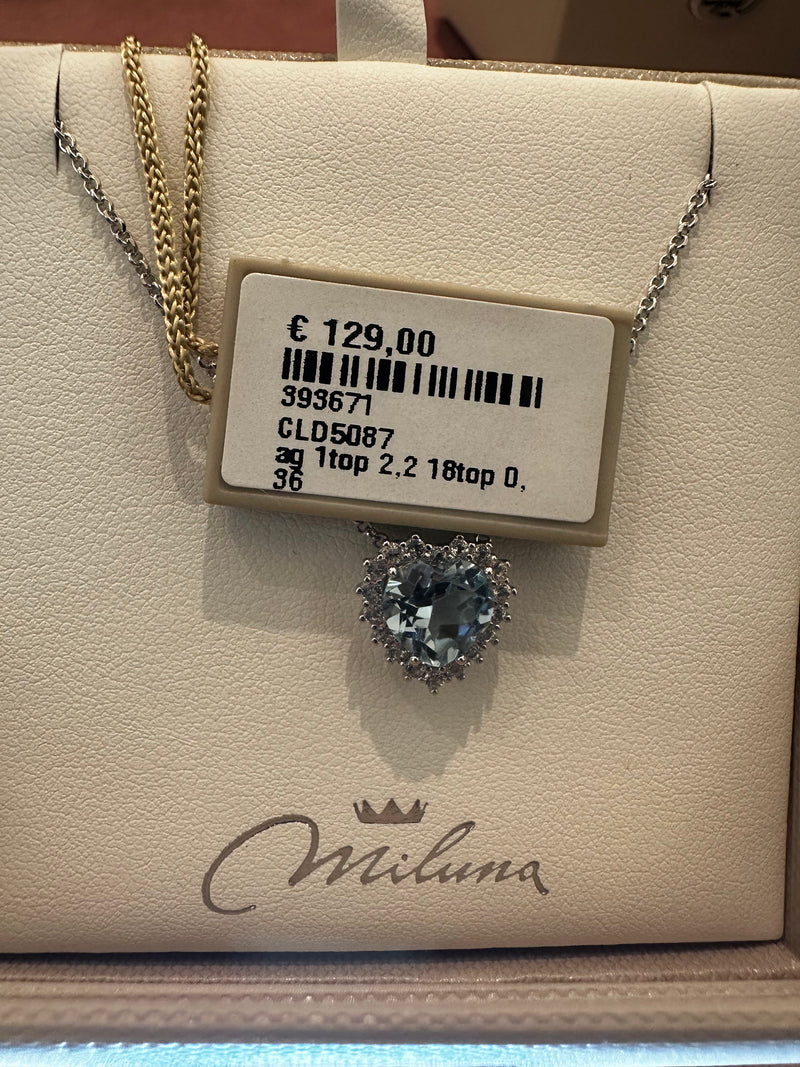 € 129,00
393671
CLD5087
ag 1top 2,2 18top 0,
36
Miluna